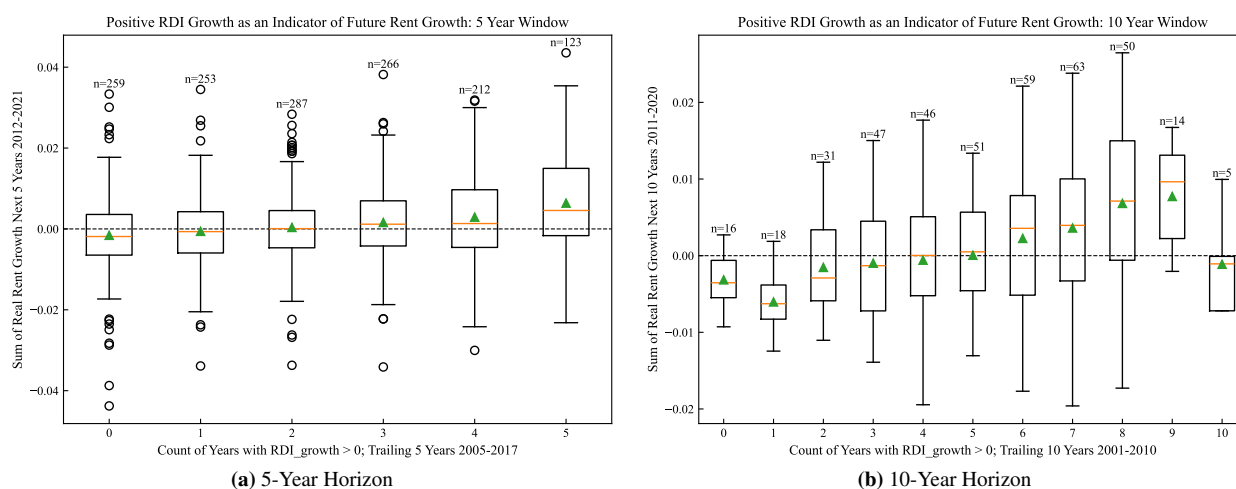 Positive RDI Growth as an Indicator of Future Rent Growth: 5 Year Window
Sum of Real Rent Growth Next 5 Years 2012-2021
0.04
0.02
0.00
−0.02
−0.04
n=259
n=253
n=287
n=266
n=212
n=123
0 1 2 3 4 5
Count of Years with RDI_growth > 0; Trailing 5 Years 2005-2017
(a) 5-Year Horizon
Positive RDI Growth as an Indicator of Future Rent Growth: 10 Year Window
Sum of Real Rent Growth Next 10 Years 2011-2020
0.02
0.01
0.00
−0.01
−0.02
n=16
n=18
n=31
n=47
n=46
n=51
n=59
n=63
n=50
n=14
n=5
0 1 2 3 4 5 6 7 8 9 10
Count of Years with RDI_growth > 0; Trailing 10 Years 2001-2010
(b) 10-Year Horizon